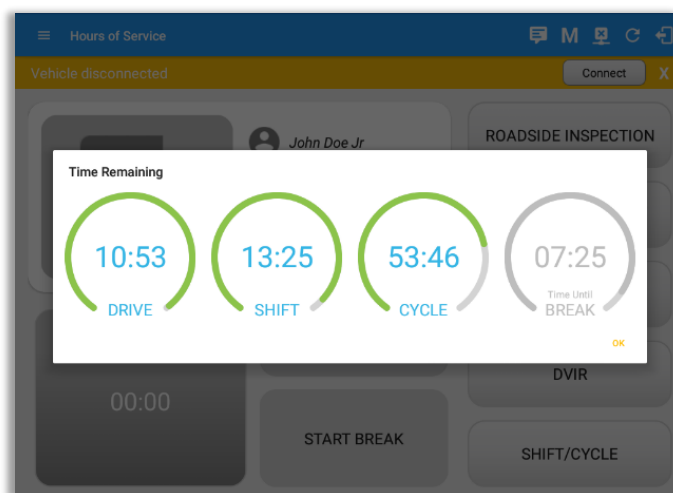 Hours of Service
M
Vehicle disconnected
Connect
X
John Doe Jr
ROADSIDE INSPECTION
Time Remaining
10:53
DRIVE
13:25
SHIFT
53:46
CYCLE
07:25
Time Until
BREAK
OK
DVIR
00:00
START BREAK
SHIFT/CYCLE